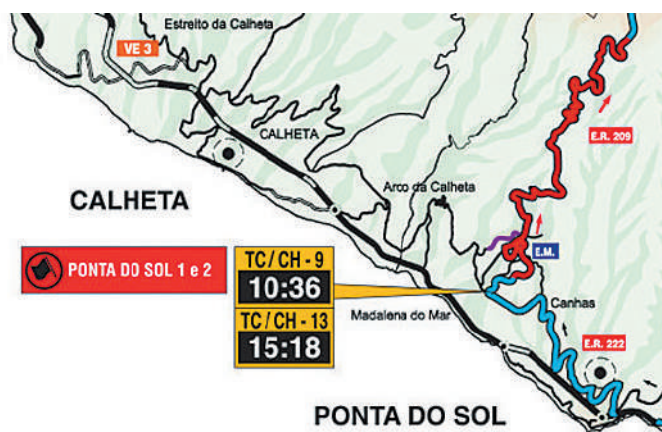 Estreito da Calheta
VE 3
CALHETA
E.R. 209
Arco da Calheta
CALHETA
E.M.
PONTA DO SOL 1 e 2
TC / CH - 9
10:36
Canhas
Madalena do Mar
TC / CH - 13
15:18
E.R. 222
PONTA DO SOL